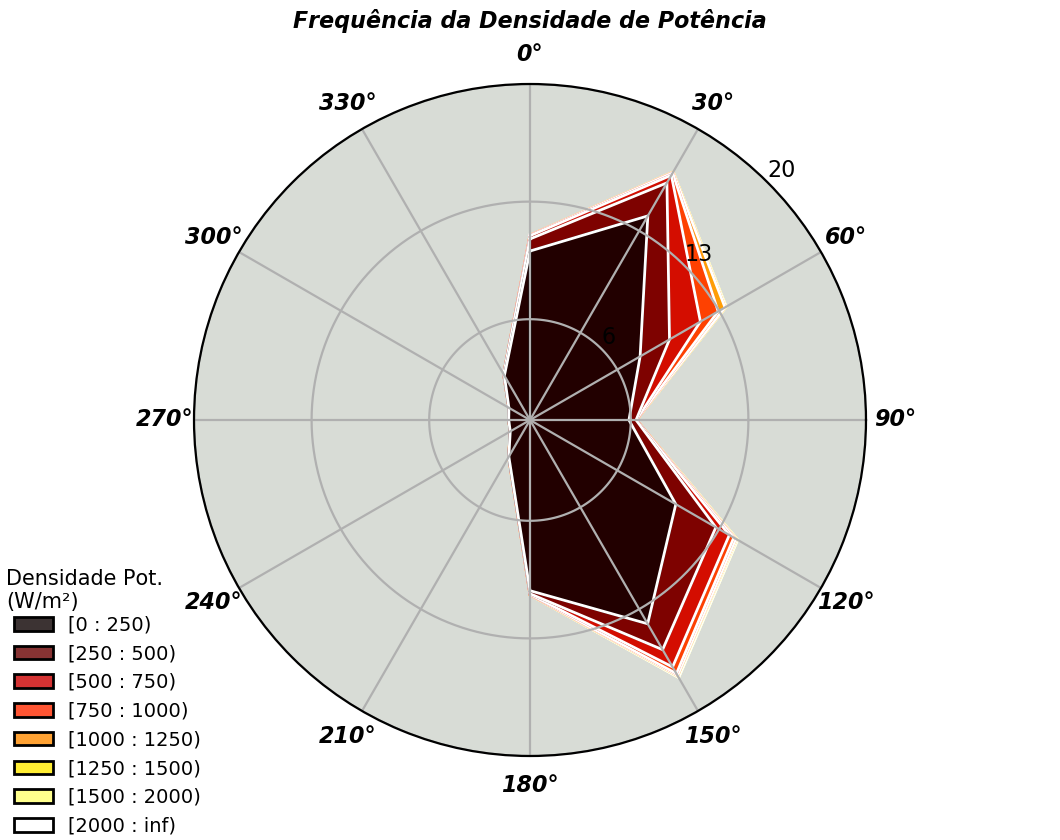 Frequência da Densidade de Potência
0°
330°
30°
20
300°
60°
13
6
270°
90°
Densidade Pot.
(W/m²)
240°
120°
[0 : 250)
[250 : 500)
[500 : 750)
[750 : 1000)
210°
150°
[1000 : 1250)
[1250 : 1500)
180°
[1500 : 2000)
[2000 : inf)